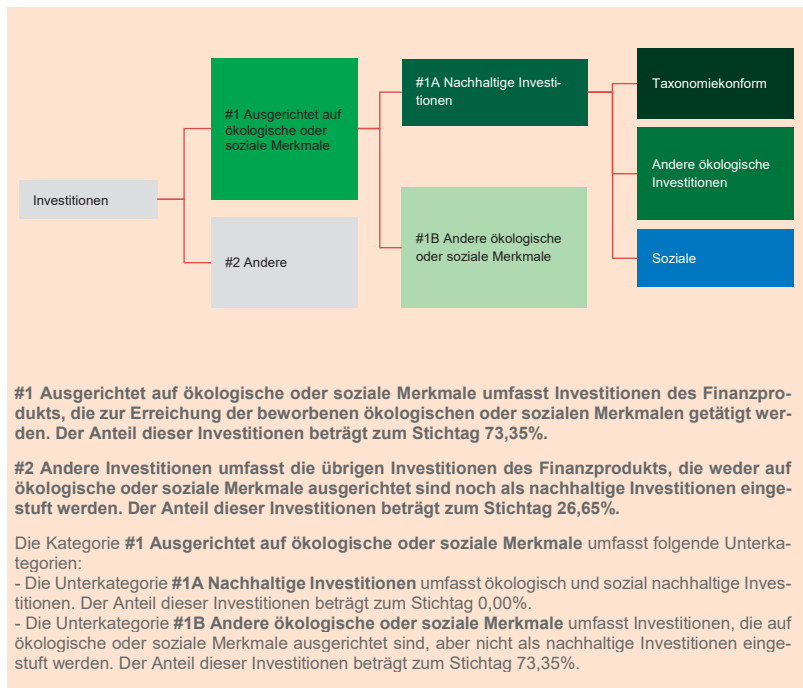 Investitionen
#1 Ausgerichtet auf
ökologische oder
soziale Merkmale
#2 Andere
#1A Nachhaltige Investi-
tionen
#1B Andere ökologische
oder soziale Merkmale
Taxonomiekonform
Andere ökologische
Investitionen
Soziale
#1 Ausgerichtet auf ökologische oder soziale Merkmale umfasst Investitionen des Finanzpro-
dukts, die zur Erreichung der beworbenen ökologischen oder sozialen Merkmalen getätigt wer-
den. Der Anteil dieser Investitionen beträgt zum Stichtag 73,35%.
#2 Andere Investitionen umfasst die übrigen Investitionen des Finanzprodukts, die weder auf
ökologische oder soziale Merkmale ausgerichtet sind noch als nachhaltige Investitionen einge-
stuft werden. Der Anteil dieser Investitionen beträgt zum Stichtag 26,65%.
Die Kategorie #1 Ausgerichtet auf ökologische oder soziale Merkmale umfasst folgende Unterka-
tegorien:
- Die Unterkategorie #1A Nachhaltige Investitionen umfasst ökologisch und sozial nachhaltige Inves-
titionen. Der Anteil dieser Investitionen beträgt zum Stichtag 0,00%.
- Die Unterkategorie #1B Andere ökologische oder soziale Merkmale umfasst Investitionen, die auf
ökologische oder soziale Merkmale ausgerichtet sind, aber nicht als nachhaltige Investitionen einge-
stuft werden. Der Anteil dieser Investitionen beträgt zum Stichtag 73,35%.